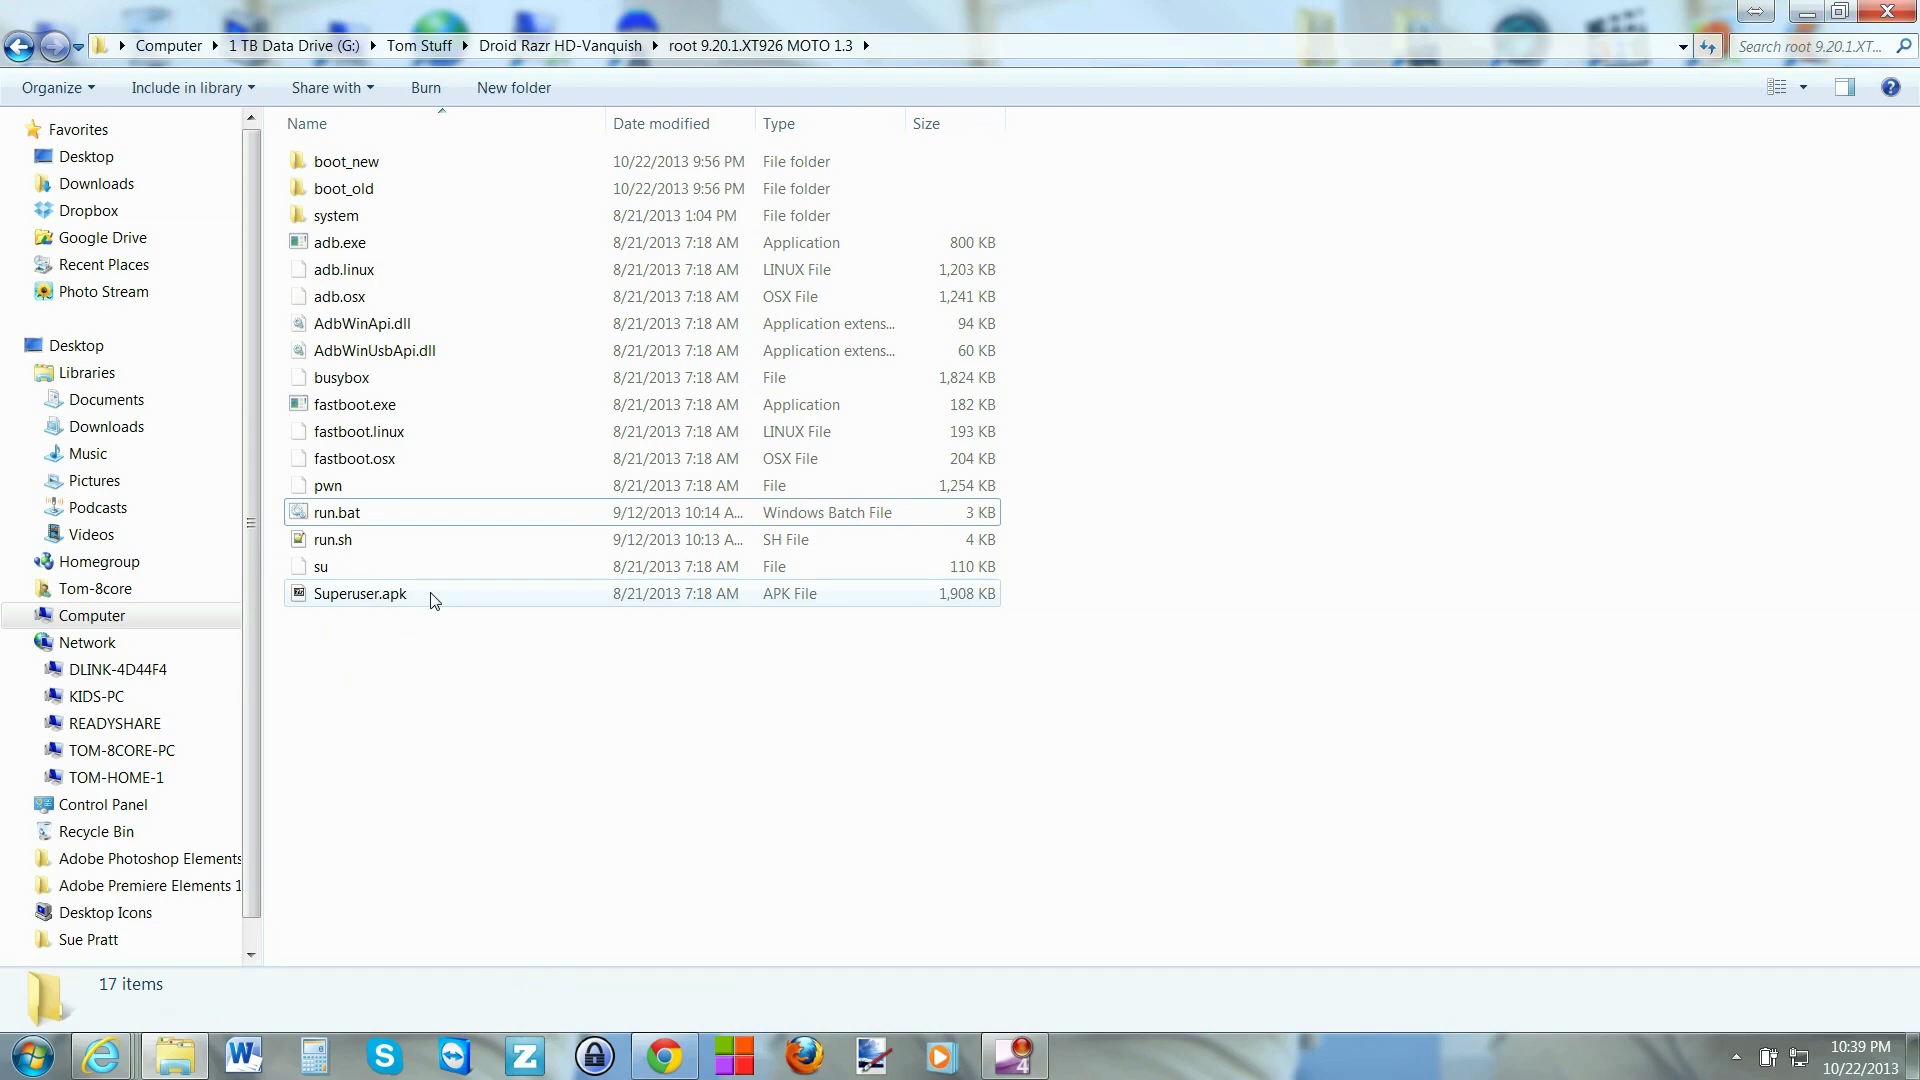 Computer 1 TB Data Drive (G:) Tom Stuff Droid Razr HD-Vanquish root 9.20.1.XT926 MOTO 1.3 Search root 9.20.1.XT...
Organize Include in library Share with Burn New folder
Name Date modified Type Size
boot_new 10/22/2013 9:56 PM File folder
boot_old 10/22/2013 9:56 PM File folder
system 8/21/2013 1:04 PM File folder
adb.exe 8/21/2013 7:18 AM Application 800 KB
adb.linux 8/21/2013 7:18 AM LINUX File 1,203 KB
adb.osx 8/21/2013 7:18 AM OSX File 1,241 KB
AdbWinApi.dll 8/21/2013 7:18 AM Application extens... 94 KB
AdbWinUsbApi.dll 8/21/2013 7:18 AM Application extens... 60 KB
busybox 8/21/2013 7:18 AM File 1,824 KB
fastboot.exe 8/21/2013 7:18 AM Application 182 KB
fastboot.linux 8/21/2013 7:18 AM LINUX File 193 KB
fastboot.osx 8/21/2013 7:18 AM OSX File 204 KB
pwn 8/21/2013 7:18 AM File 1,254 KB
run.bat 9/12/2013 10:14 A... Windows Batch File 3 KB
run.sh 9/12/2013 10:13 A... SH File 4 KB
su 8/21/2013 7:18 AM File 110 KB
Superuser.apk 8/21/2013 7:18 AM APK File 1,908 KB
Favorites
Desktop
Downloads
Dropbox
Google Drive
Recent Places
Photo Stream
Desktop
Libraries
Documents
Downloads
Music
Pictures
Podcasts
Videos
Homegroup
Tom-8core
Computer
Network
DLINK-4D44F4
KIDS-PC
READYSHARE
TOM-8CORE-PC
TOM-HOME-1
Control Panel
Recycle Bin
Adobe Photoshop Elements
Adobe Premiere Elements 1
Desktop Icons
Sue Pratt
17 items
10:39 PM
10/22/2013